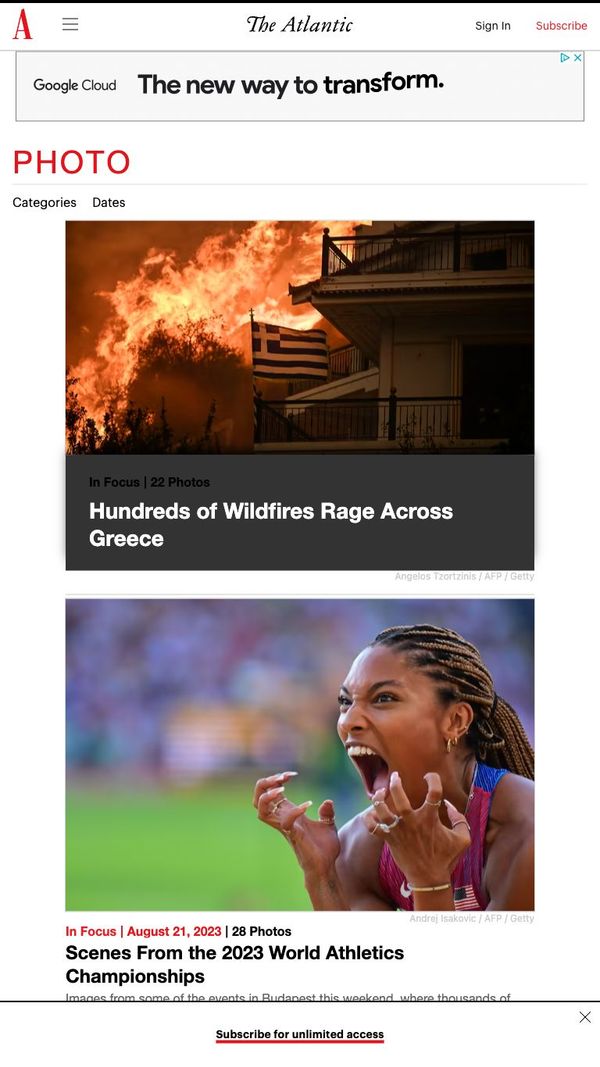 A
The Atlantic
Sign In
Subscribe
Google Cloud
The new way to transform.
PHOTO
Categories
Dates
In Focus | 22 Photos
Hundreds of Wildfires Rage Across
Greece
Angelos Tzortzinis / AFP / Getty
Andrej Isakovic / AFP / Getty
In Focus | August 21, 2023 | 28 Photos
Scenes From the 2023 World Athletics
Championships
Images from some of the events in Budapest this weekend, where thousands of
Subscribe for unlimited access